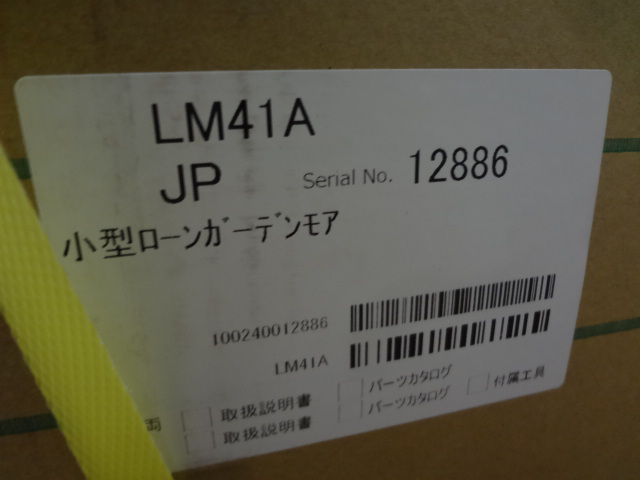 LM41A
JP Serial No. 12886
小型ローンガーデンモア
100240012886
LM41A
両 取扱説明書 パーツカタログ 付属工具
取扱説明書 パーツカタログ